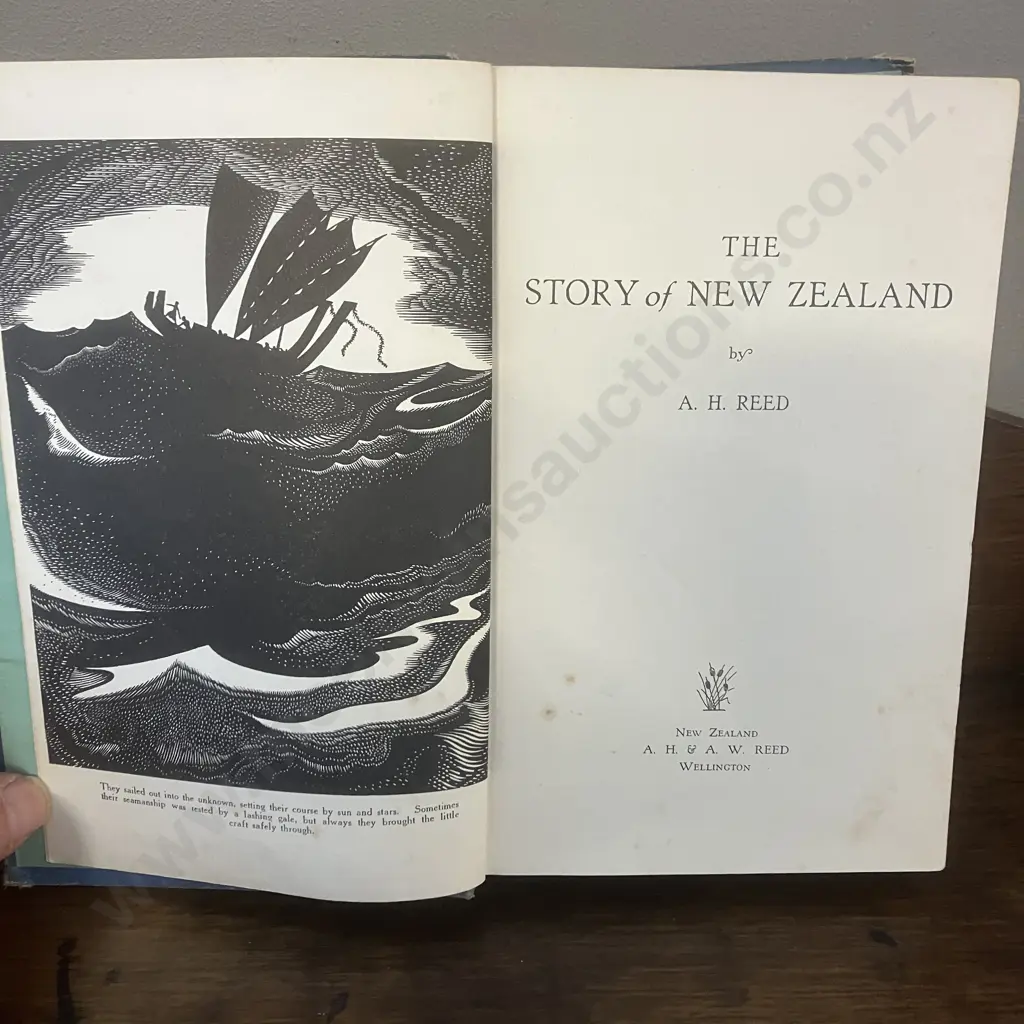 They sailed out into the unknown, setting their course by sun and stars. Sometimes
their seamanship was tested by a lashing gale, but always they brought the little
craft safely through.
THE
STORY of NEW ZEALAND
by
A. H. REED
NEW ZEALAND
A. H. & A. W. REED
WELLINGTON